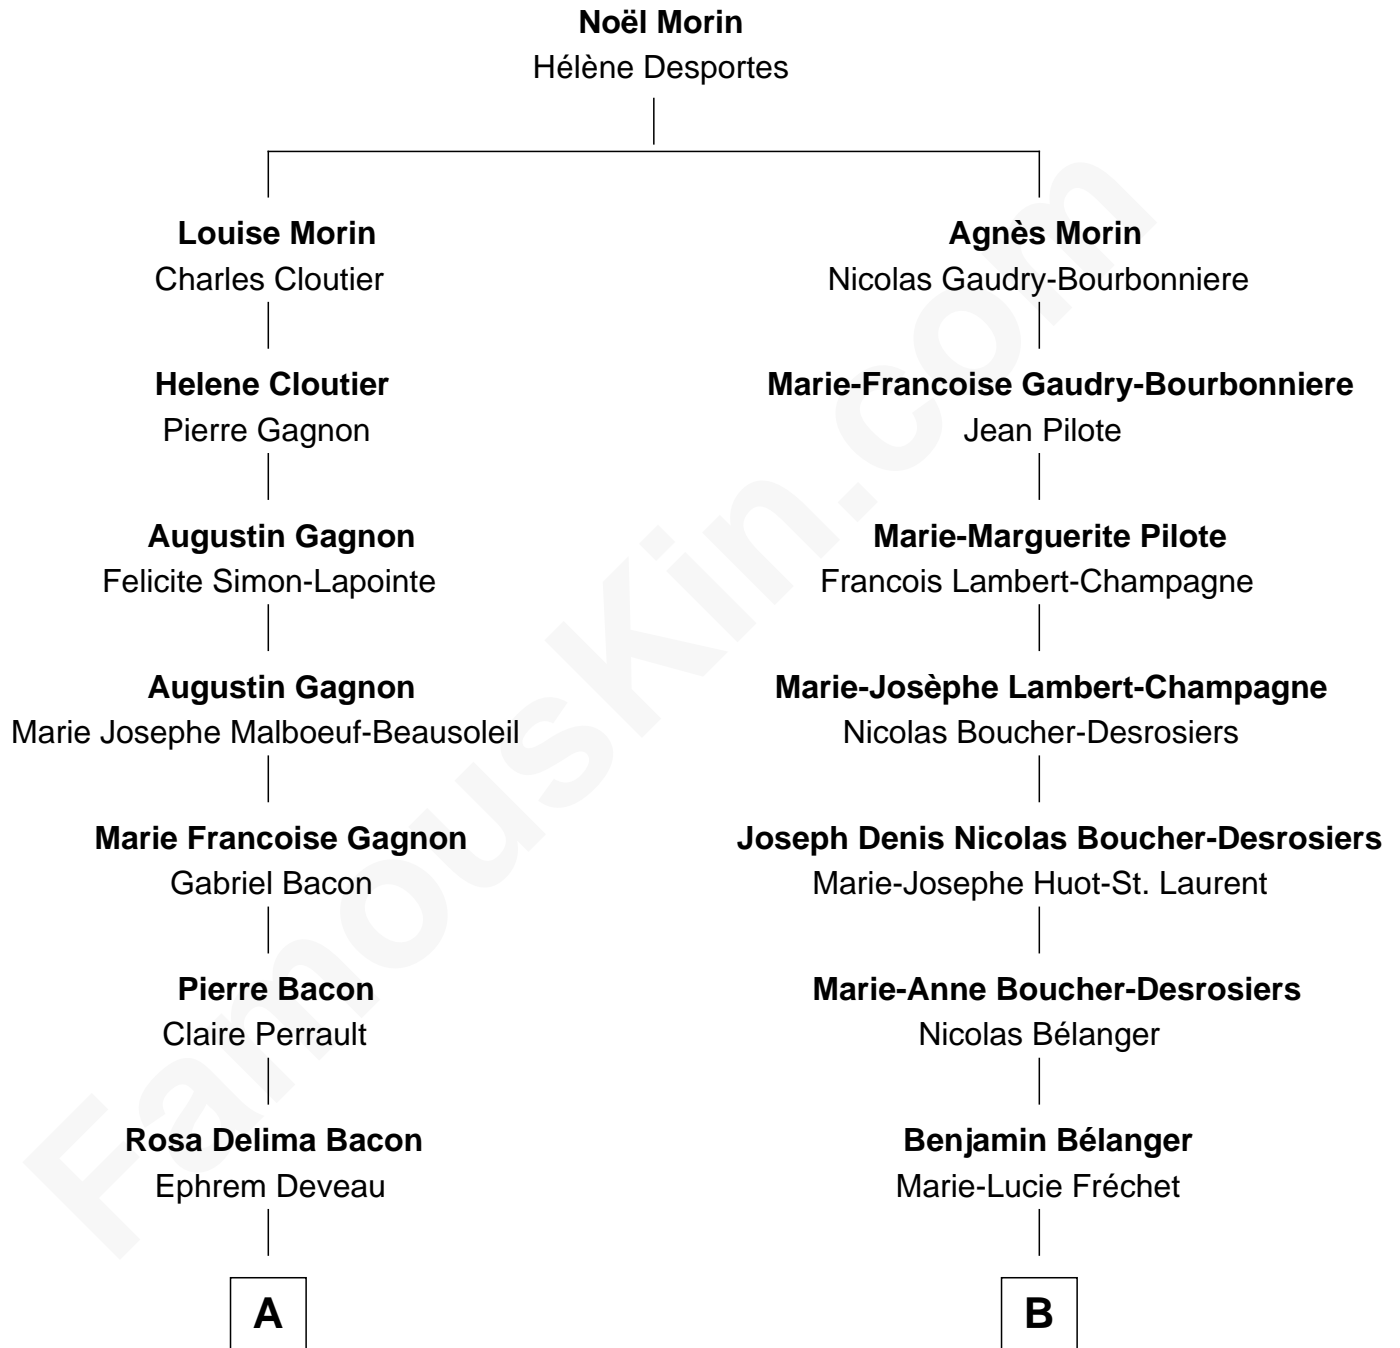 Noël Morin
Hélène Desportes
Louise Morin
Charles Cloutier
Agnès Morin
Nicolas Gaudry-Bourbonniere
Helene Cloutier
Pierre Gagnon
Marie-Francoise Gaudry-Bourbonniere
Jean Pilote
Augustin Gagnon
Felicite Simon-Lapointe
Marie-Marguerite Pilote
Francois Lambert-Champagne
Augustin Gagnon
Marie Josephe Malboeuf-Beausoleil
Marie-Josèphe Lambert-Champagne
Nicolas Boucher-Desrosiers
Marie Francoise Gagnon
Gabriel Bacon
Joseph Denis Nicolas Boucher-Desrosiers
Marie-Josephe Huot-St. Laurent
Pierre Bacon
Claire Perrault
Marie-Anne Boucher-Desrosiers
Nicolas Bélanger
Rosa Delima Bacon
Ephrem Deveau
Benjamin Bélanger
Marie-Lucie Fréchet
A
B
FamousKin.com